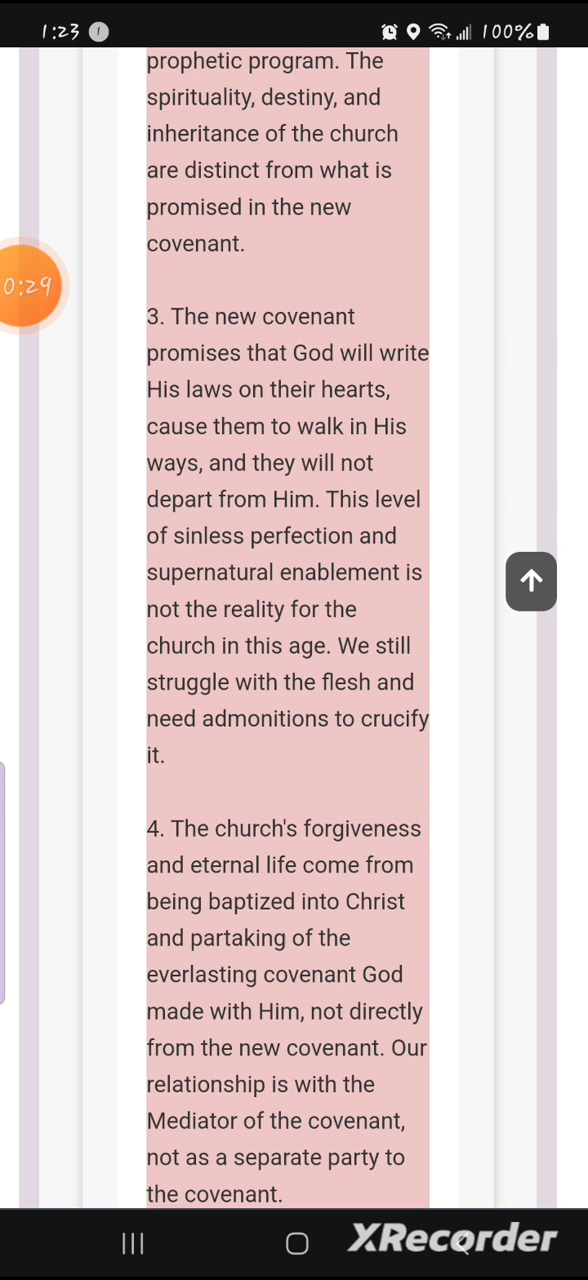 1:23
100%
prophetic program. The
spirituality, destiny, and
inheritance of the church
are distinct from what is
promised in the new
covenant.
0:29
3. The new covenant
promises that God will write
His laws on their hearts,
cause them to walk in His
ways, and they will not
depart from Him. This level
of sinless perfection and
supernatural enablement is
not the reality for the
church in this age. We still
struggle with the flesh and
need admonitions to crucify
it.
4. The church's forgiveness
and eternal life come from
being baptized into Christ
and partaking of the
everlasting covenant God
made with Him, not directly
from the new covenant. Our
relationship is with the
Mediator of the covenant,
not as a separate party to
the covenant.
XRecorder